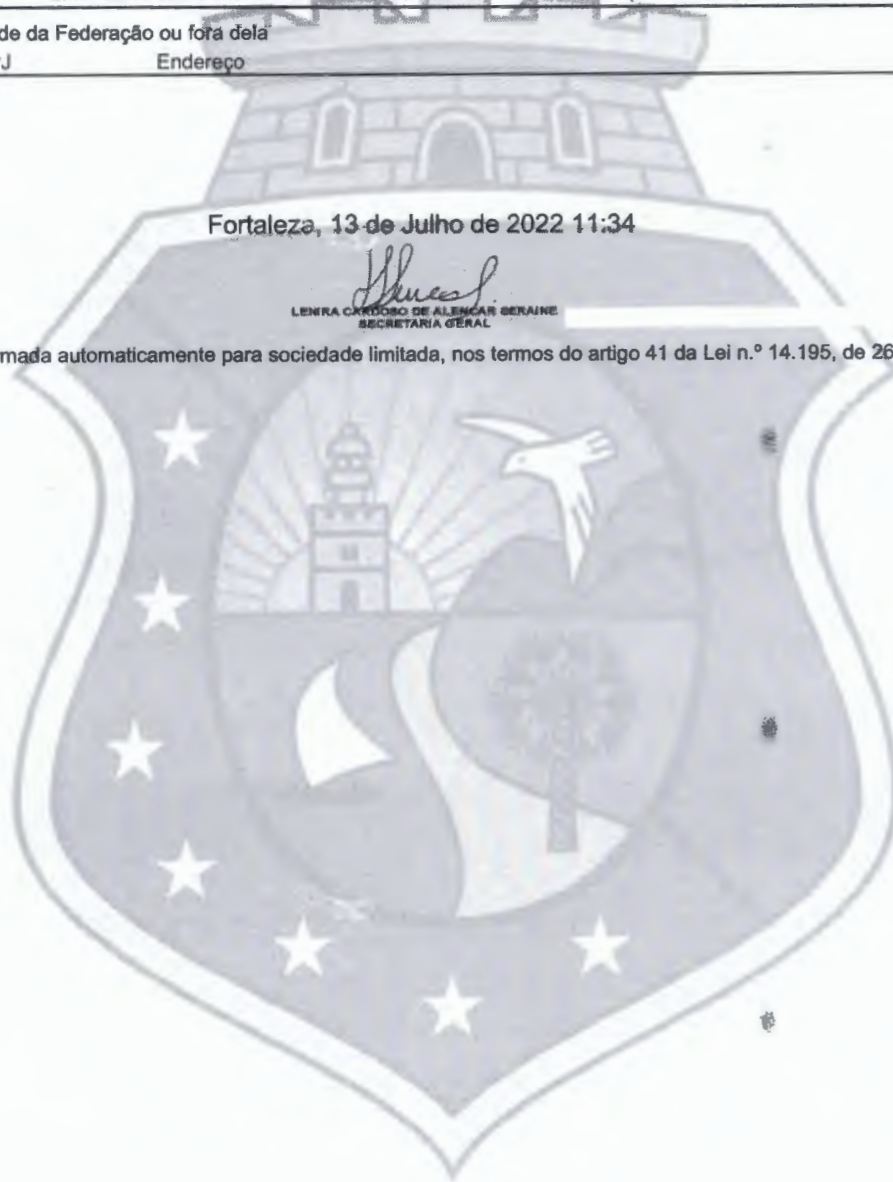 de da Federação ou fora dela
J Endereço
Fortaleza, 13 de Julho de 2022 11:34
LENIRA CARDOSO DE ALENCAR SERAINE
SECRETARIA GERAL
mada automaticamente para sociedade limitada, nos termos do artigo 41 da Lei n.º 14.195, de 26